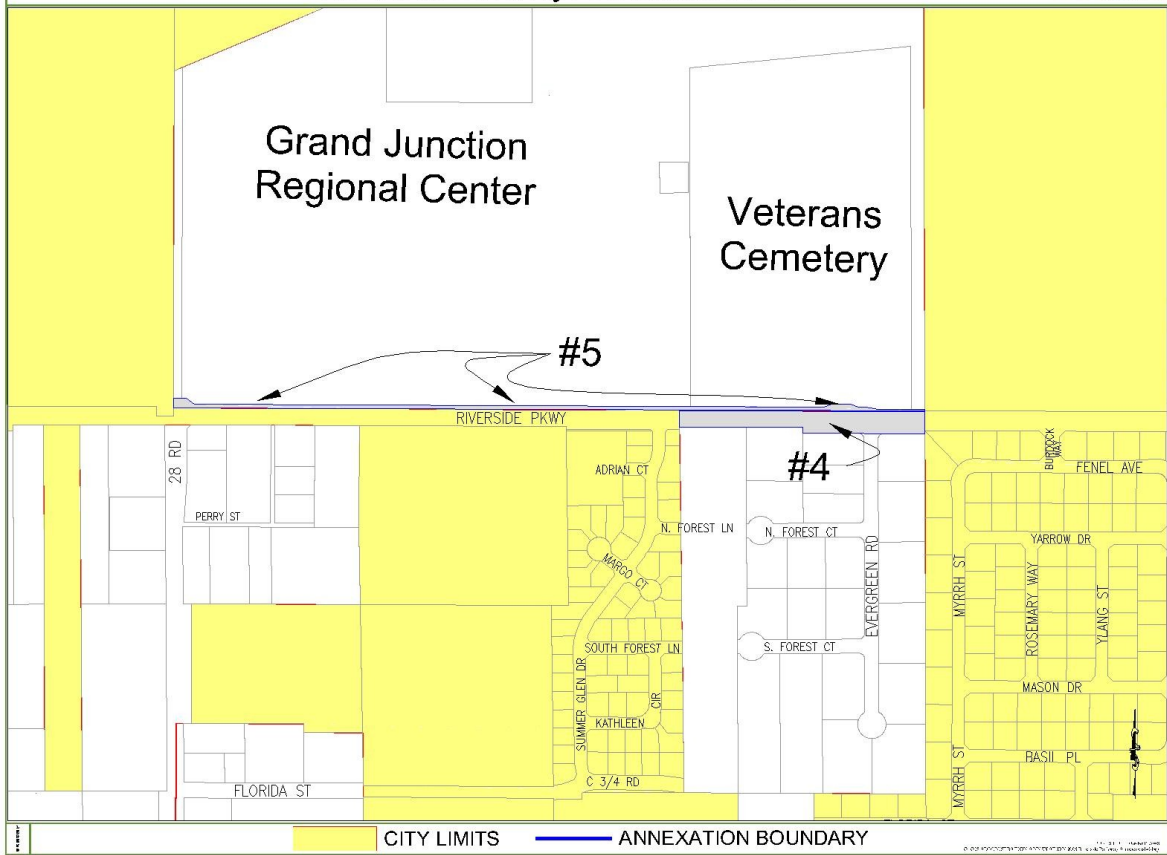 Grand Junction
Regional Center
Veterans
Cemetery
#5
RIVERSIDE PKWY
#4
28 RD
PERRY ST
ADRIAN CT
N. FOREST LN
MARGO CT
SOUTH FOREST LN
SUMMER GLEN DR
KATHLEEN
CIR
C 3/4 RD
FLORIDA ST
N. FOREST CT
S. FOREST CT
EVERGREEN RD
BURDOCK
WAY
FENEL AVE
YARROW DR
MYRRH ST
ROSEMARY WAY
YLANG ST
MASON DR
BASIL PL
MYRRH ST
CITY LIMITS
ANNEXATION BOUNDARY